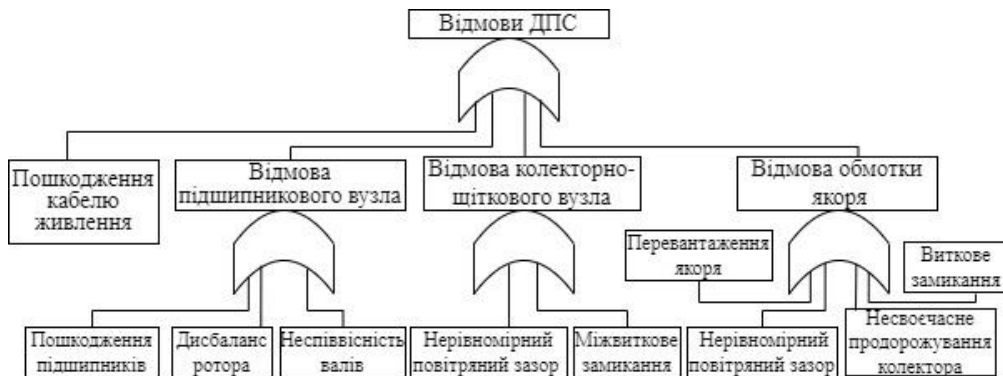 Відмови ДПС
Пошкодження
кабелю
живлення
Відмова
підшипникового вузла
Відмова колекторно-
щіткового вузла
Відмова обмотки
якоря
Перевантаження
якоря
Виткове
замикання
Пошкодження
підшипників
Дисбаланс
ротора
Неспіввісність
валів
Нерівномірний
повітряний зазор
Міжвиткове
замикання
Нерівномірний
повітряний зазор
Несвоєчасне
продорожування
колектора